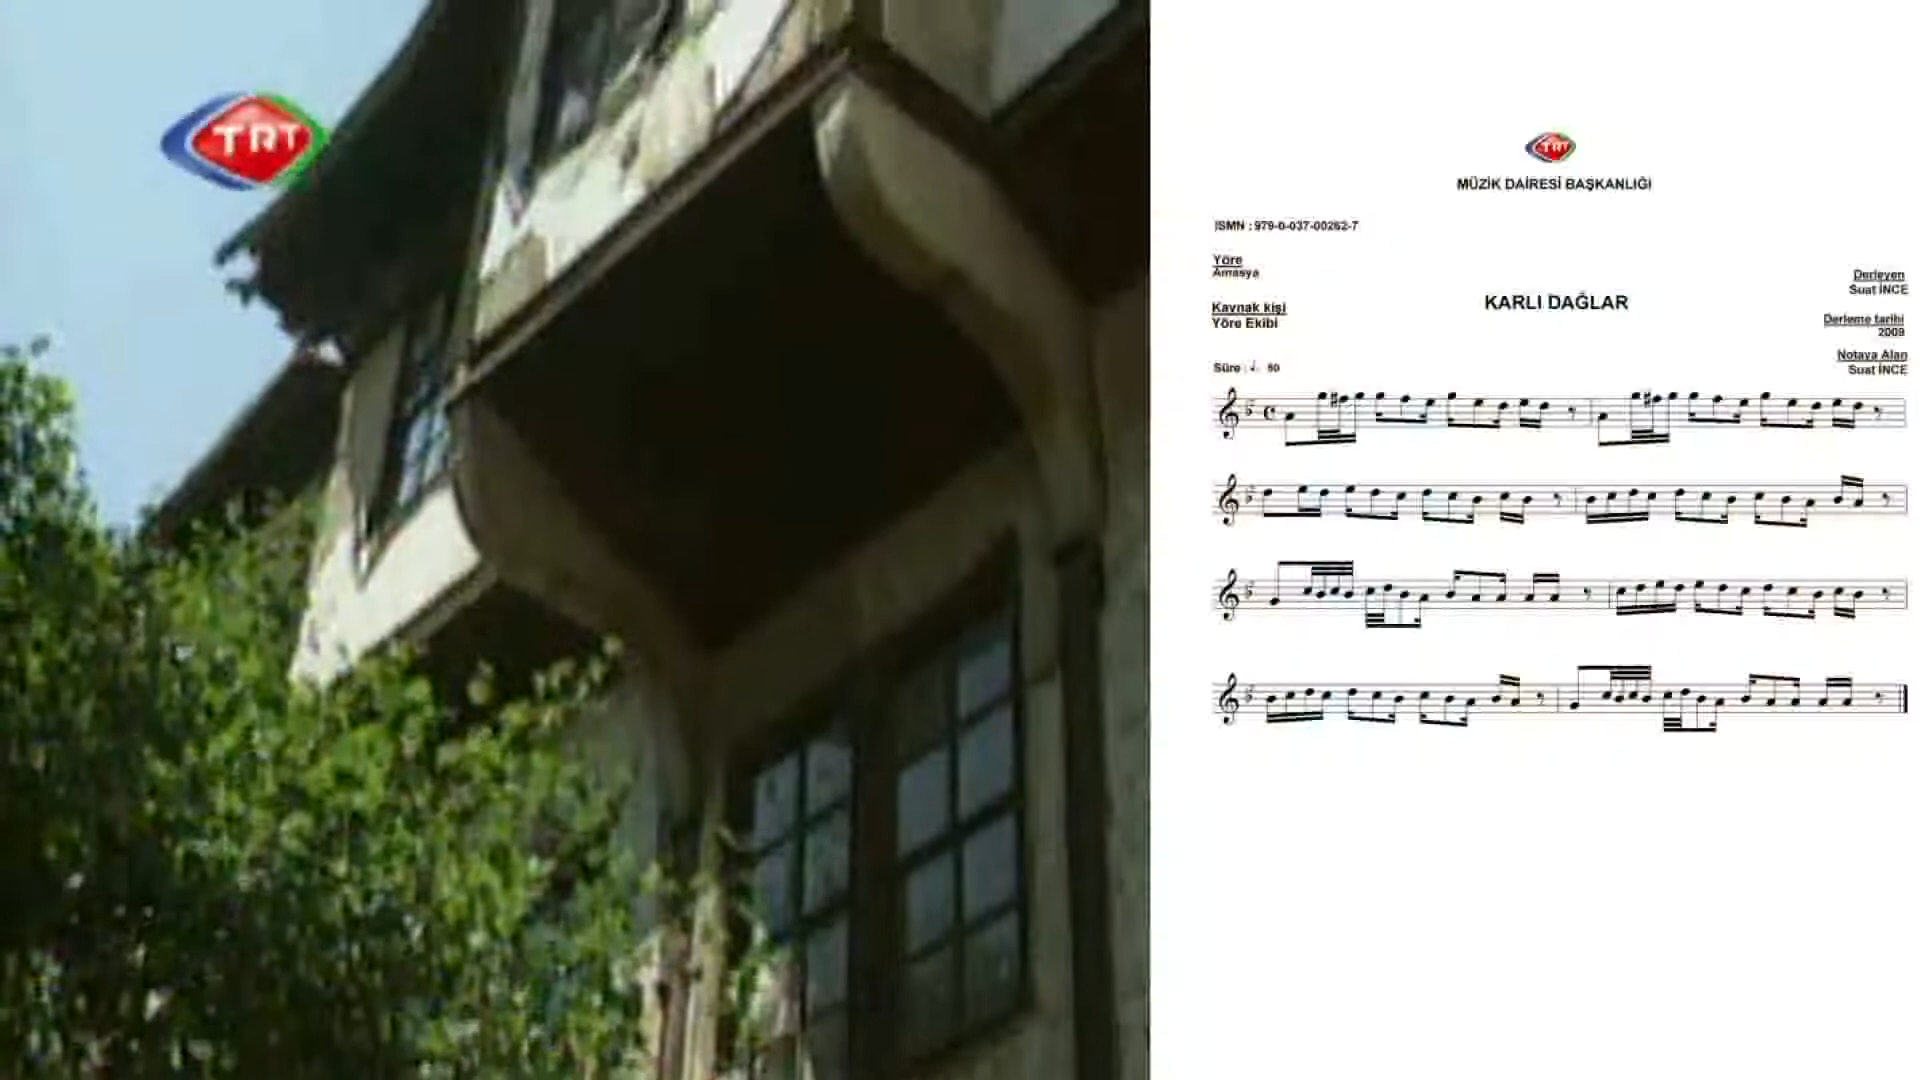 TRT
TRT
MÜZİK DAİRESİ BAŞKANLIĞI
ISMN : 979-0-037-00262-7
Yöre
Amasya
Derleyen
Suat İNCE
KARLI DAĞLAR
Kaynak kişi
Yöre Ekibi
Derleme tarihi
2009
Notaya Alan
Suat İNCE
Süre : 60